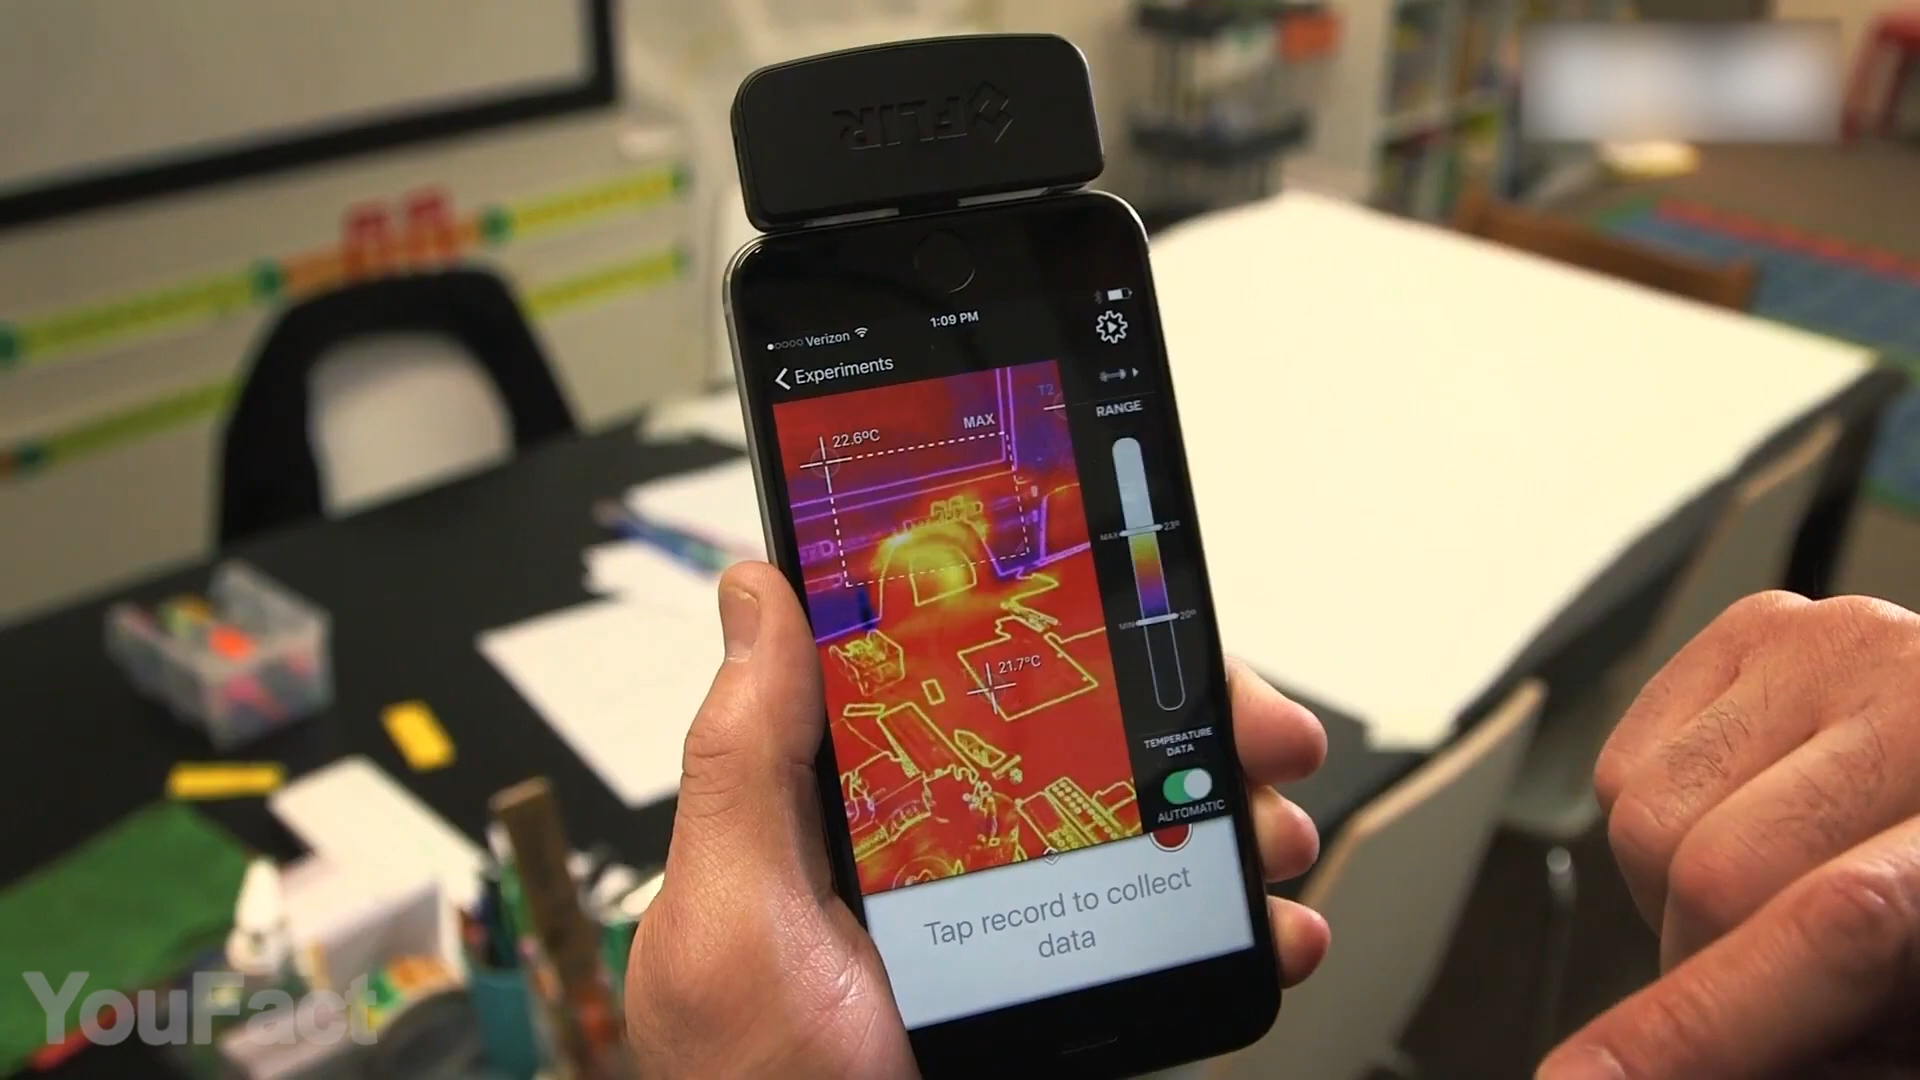 FLIR
1:09 PM
Verizon
Experiments
T2
MAX
22.6°C
RANGE
MAX
23°
MIN
20°
21.7°C
TEMPERATURE
DATA
AUTOMATIC
Tap record to collect
data
YouFact